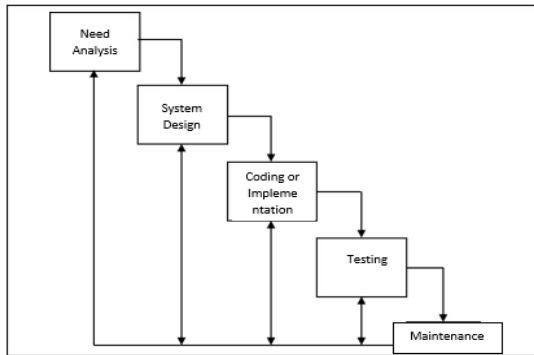 Need
Analysis
System
Design
Coding or
Impleme
ntation
Testing
Maintenance